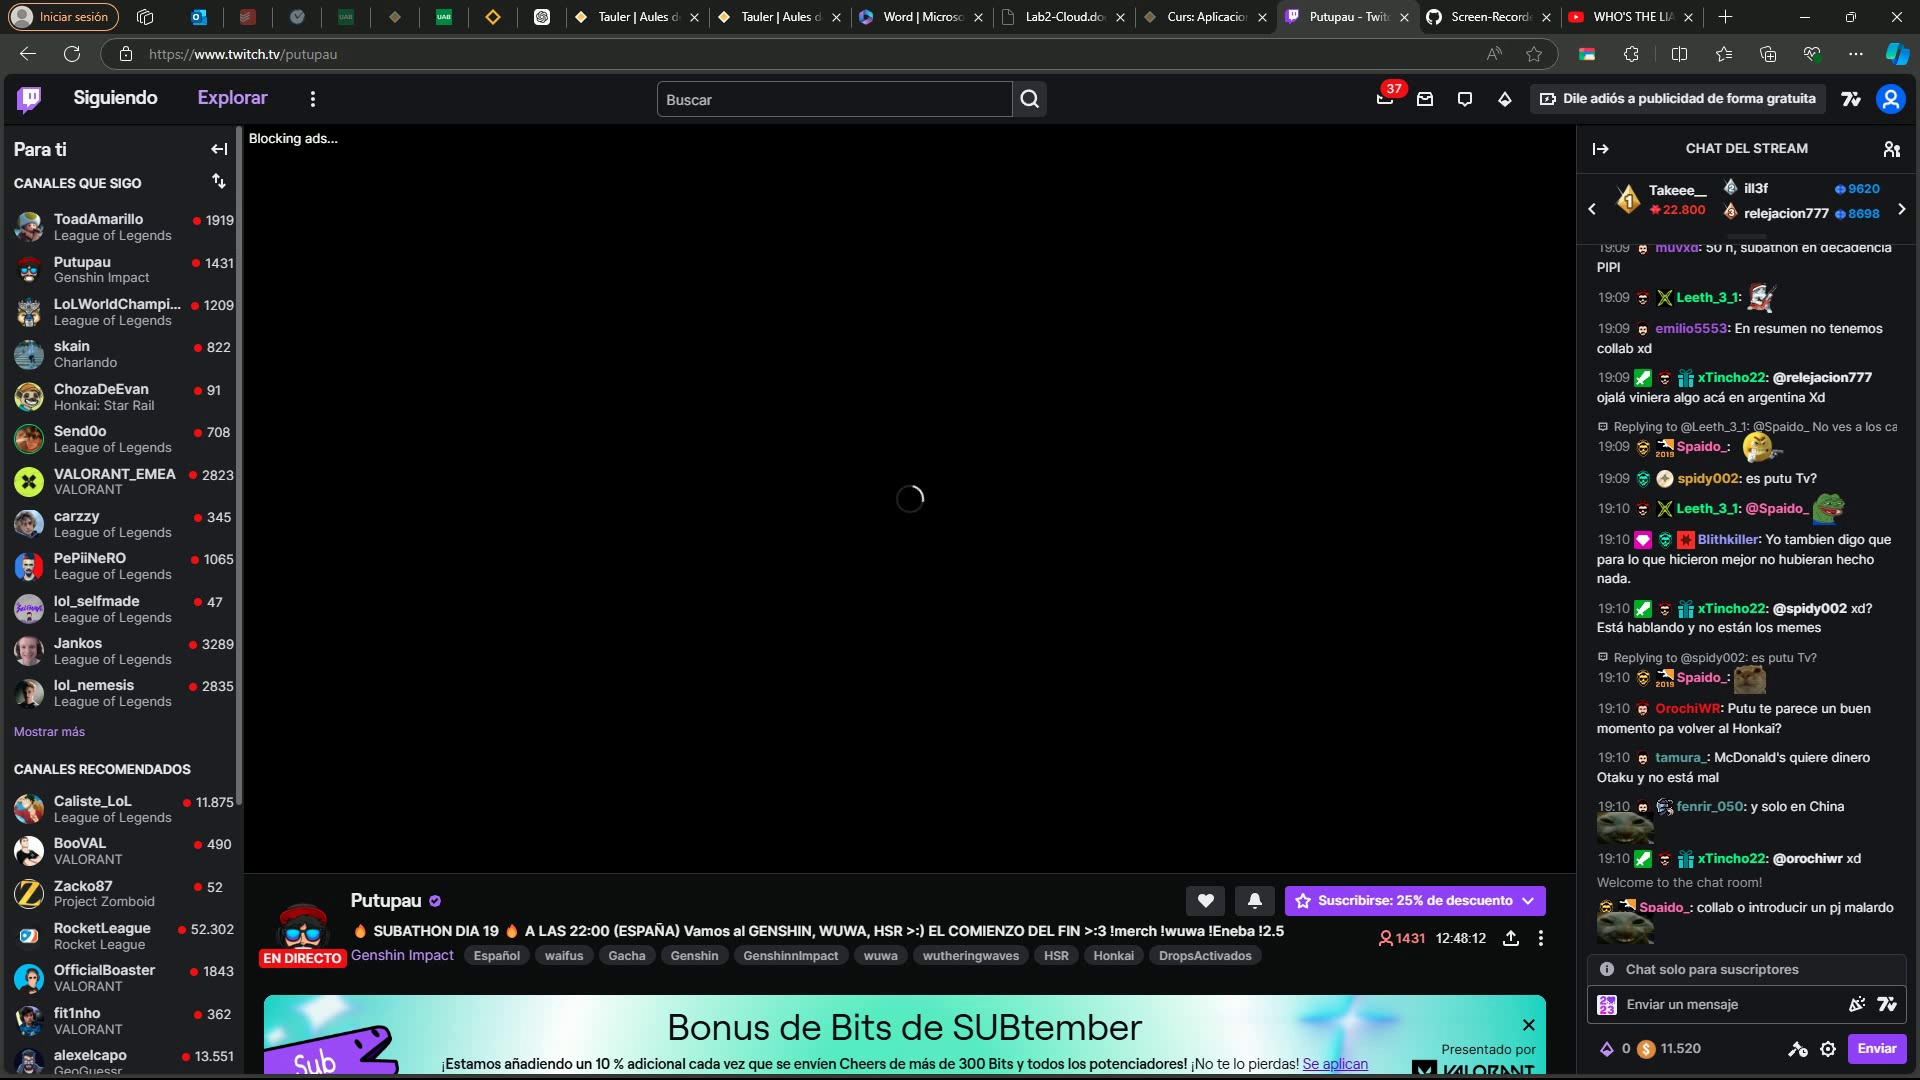 Iniciar sesión
UAB
UAB
Tauler | Aules d
Tauler | Aules d
Word | Microso
Lab2-Cloud.do
Curs: Aplicacio
Putupau - Twit
Screen-Record
WHO'S THE LIA
https://www.twitch.tv/putupau
Siguiendo
Explorar
Buscar
37
Dile adiós a publicidad de forma gratuita
Para ti
CANALES QUE SIGO
ToadAmarillo 1919
League of Legends
Putupau 1431
Genshin Impact
LoLWorldChampi... 1209
League of Legends
skain 822
Charlando
ChozaDeEvan 91
Honkai: Star Rail
Send0o 708
League of Legends
VALORANT_EMEA 2823
VALORANT
carzzy 345
League of Legends
PePiiNeRO 1065
League of Legends
lol_selfmade 47
League of Legends
Jankos 3289
League of Legends
lol_nemesis 2835
League of Legends
Mostrar más
CANALES RECOMENDADOS
Caliste_LoL 11.875
League of Legends
BooVAL 490
VALORANT
Zacko87 52
Project Zomboid
RocketLeague 52.302
Rocket League
OfficialBoaster 1843
VALORANT
fit1nho 362
VALORANT
alexelcapo 13.551
GeoGuessr
Blocking ads...
Putupau
Suscribirse: 25% de descuento
🔥 SUBATHON DIA 19 🔥 A LAS 22:00 (ESPAÑA) Vamos al GENSHIN, WUWA, HSR >:) EL COMIENZO DEL FIN >:3 !merch !wuwa !Eneba !2.5
1431 12:48:12
EN DIRECTO
Genshin Impact Español waifus Gacha Genshin GenshinnImpact wuwa wutheringwaves HSR Honkai DropsActivados
Sub
Bonus de Bits de SUBtember
¡Estamos añadiendo un 10 % adicional cada vez que se envíen Cheers de más de 300 Bits y todos los potenciadores! ¡No te lo pierdas! Se aplican
Presentado por
VALORANT
CHAT DEL STREAM
1 Takeee__ 22.800
2 ill3f 9620
3 relejacion777 8698
19:09 muvxd: 50 h, subathon en decadencia
PIPI
19:09 Leeth_3_1:
19:09 emilio5553: En resumen no tenemos
collab xd
19:09 xTincho22: @relejacion777
ojalá viniera algo acá en argentina Xd
Replying to @Leeth_3_1: @Spaido_ No ves a los ca
19:09 2019 Spaido_:
19:09 spidy002: es putu Tv?
19:10 Leeth_3_1: @Spaido_
19:10 Blithkiller: Yo tambien digo que
para lo que hicieron mejor no hubieran hecho
nada.
19:10 xTincho22: @spidy002 xd?
Está hablando y no están los memes
Replying to @spidy002: es putu Tv?
19:10 2019 Spaido_:
19:10 OrochiWR: Putu te parece un buen
momento pa volver al Honkai?
19:10 tamura_: McDonald's quiere dinero
Otaku y no está mal
19:10 fenrir_050: y solo en China
19:10 xTincho22: @orochiwr xd
Welcome to the chat room!
Spaido_: collab o introducir un pj malardo
Chat solo para suscriptores
Enviar un mensaje
0 11.520
Enviar